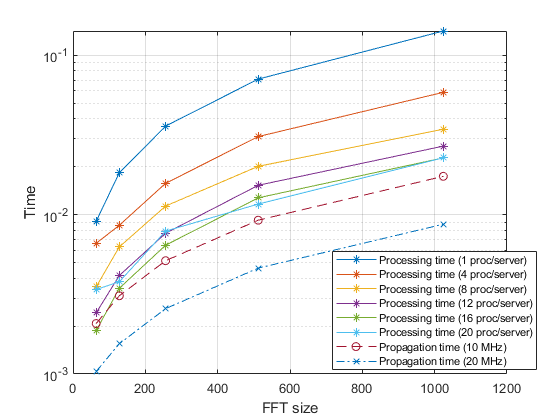 10-1
10-2
10-3
Time
0 200 400 600 800 1000 1200
FFT size
Processing time (1 proc/server)
Processing time (4 proc/server)
Processing time (8 proc/server)
Processing time (12 proc/server)
Processing time (16 proc/server)
Processing time (20 proc/server)
Propagation time (10 MHz)
Propagation time (20 MHz)